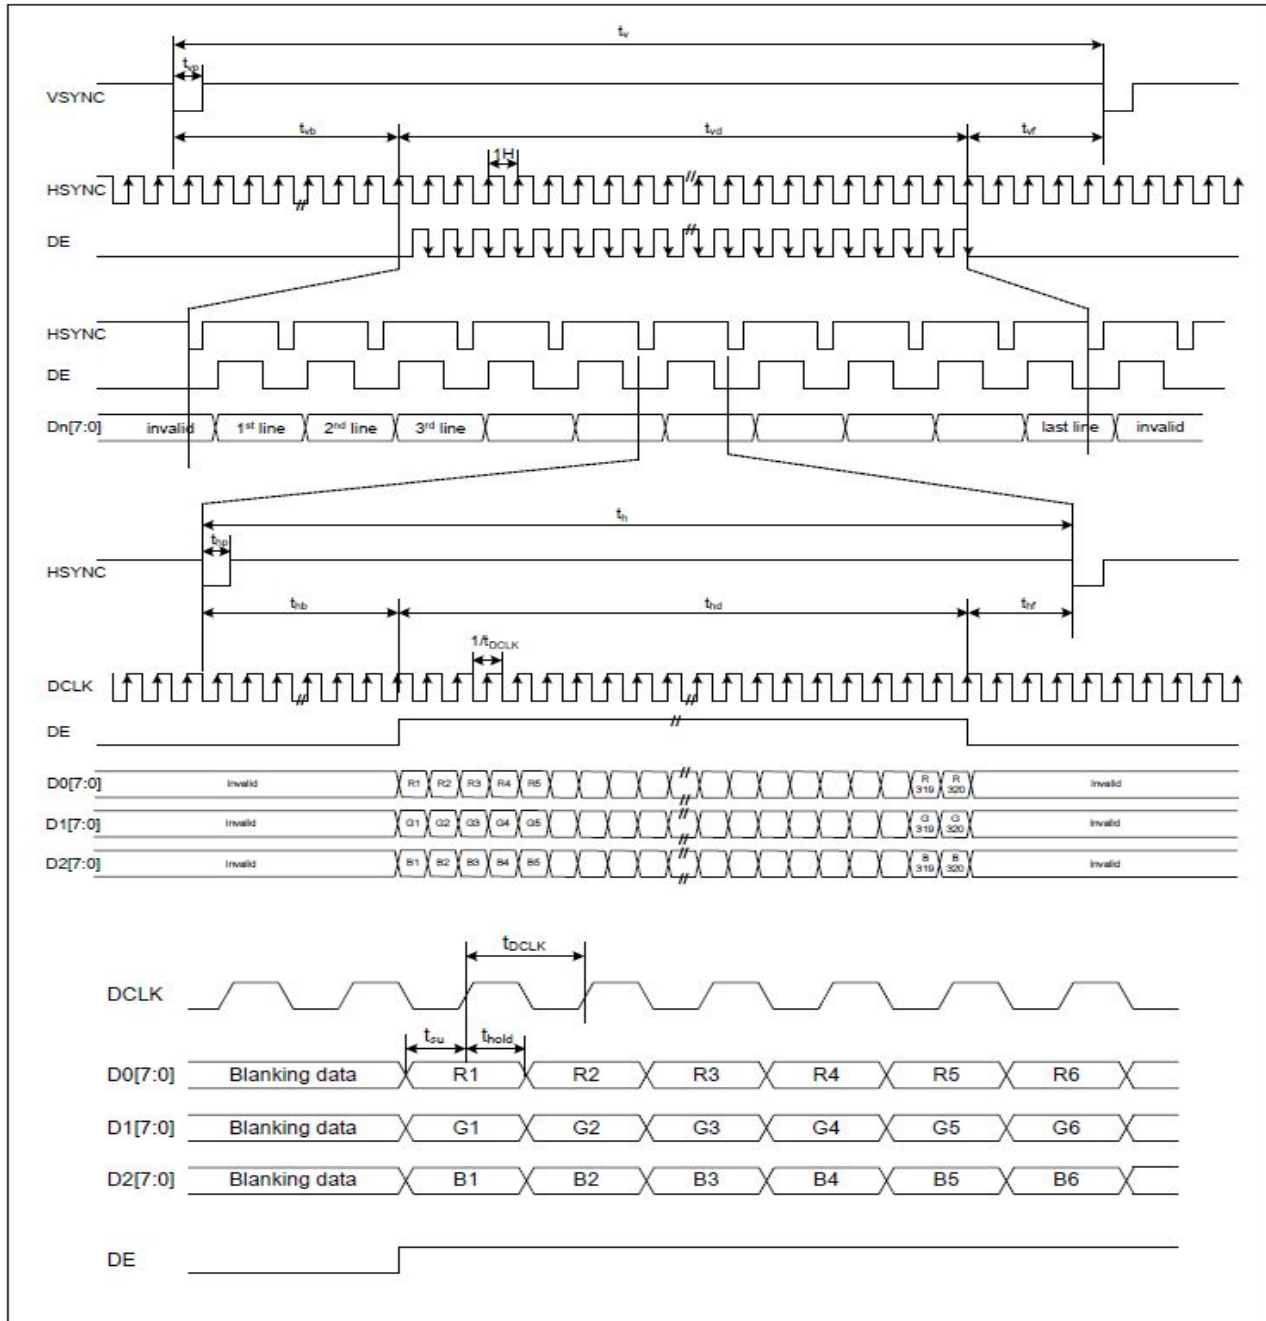 tv
tvp
VSYNC
tvb
tvd
tvf
1H
HSYNC
DE
HSYNC
DE
Dn[7:0]
invalid
1st line
2nd line
3rd line
last line
invalid
th
thp
HSYNC
thb
thd
thf
1/tDCLK
DCLK
DE
D0[7:0] Invalid R1 R2 R3 R4 R5 R 319 R 320 Invalid
D1[7:0] Invalid G1 G2 G3 G4 G5 G 319 G 320 Invalid
D2[7:0] Invalid B1 B2 B3 B4 B5 B 319 B 320 Invalid
tDCLK
DCLK
tsu
thold
D0[7:0] Blanking data R1 R2 R3 R4 R5 R6
D1[7:0] Blanking data G1 G2 G3 G4 G5 G6
D2[7:0] Blanking data B1 B2 B3 B4 B5 B6
DE